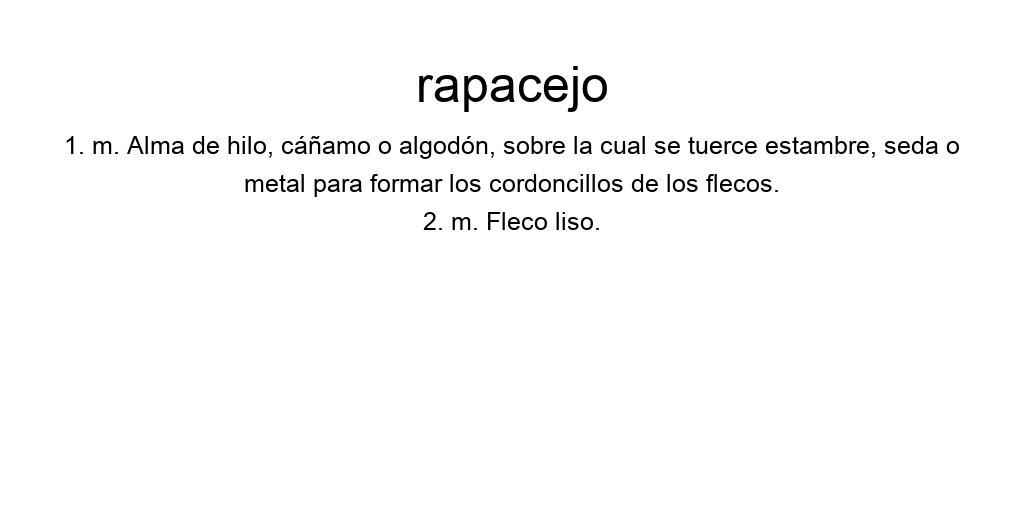 rapacejo
1. m. Alma de hilo, cáñamo o algodón, sobre la cual se tuerce estambre, seda o
metal para formar los cordoncillos de los flecos.
2. m. Fleco liso.